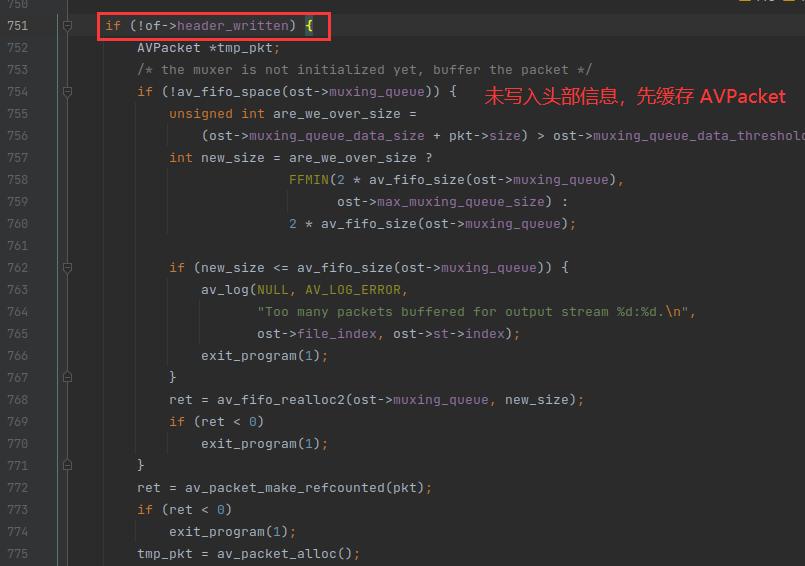 750
751 if (!of->header_written) {
752 AVPacket *tmp_pkt;
753 /* the muxer is not initialized yet, buffer the packet */
754 if (!av_fifo_space(ost->muxing_queue)) { 未写入头部信息，先缓存 AVPacket
755 unsigned int are_we_over_size =
756 (ost->muxing_queue_data_size + pkt->size) > ost->muxing_queue_data_threshold
757 int new_size = are_we_over_size ?
758 FFMIN(2 * av_fifo_size(ost->muxing_queue),
759 ost->max_muxing_queue_size) :
760 2 * av_fifo_size(ost->muxing_queue);
761
762 if (new_size <= av_fifo_size(ost->muxing_queue)) {
763 av_log(NULL, AV_LOG_ERROR,
764 "Too many packets buffered for output stream %d:%d.\n",
765 ost->file_index, ost->st->index);
766 exit_program(1);
767 }
768 ret = av_fifo_realloc2(ost->muxing_queue, new_size);
769 if (ret < 0)
770 exit_program(1);
771 }
772 ret = av_packet_make_refcounted(pkt);
773 if (ret < 0)
774 exit_program(1);
775 tmp_pkt = av_packet_alloc();